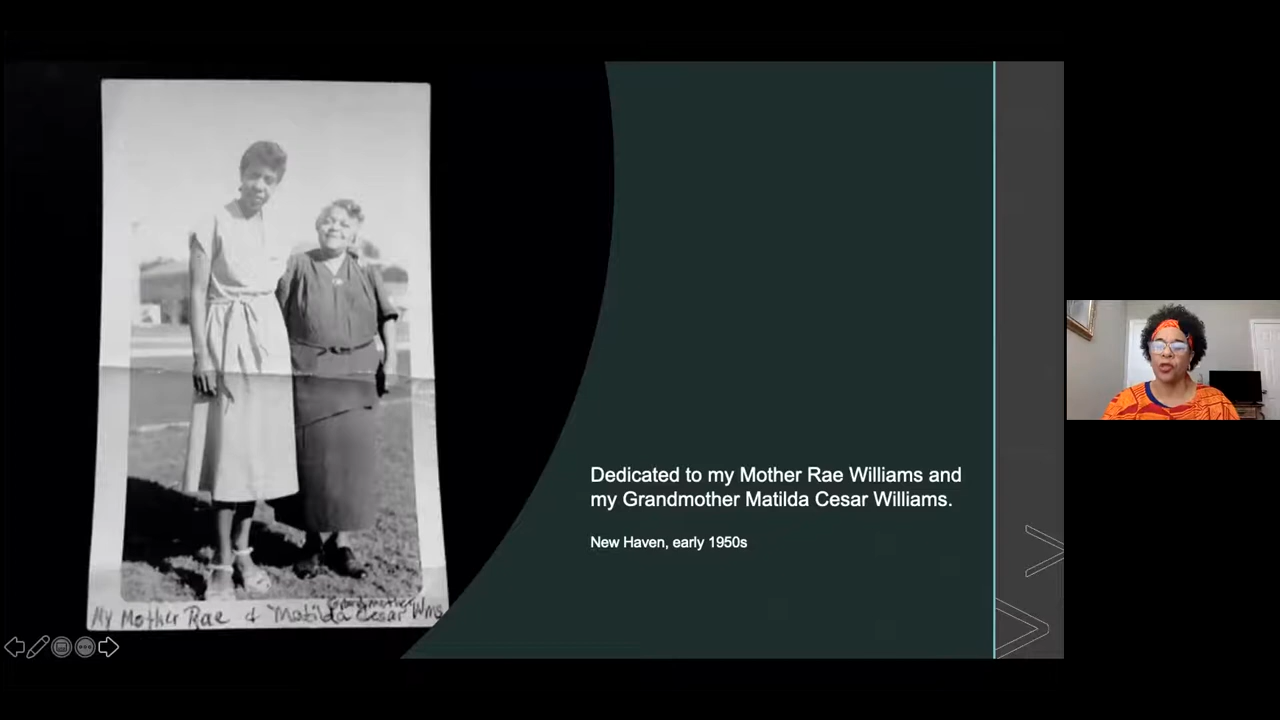 Dedicated to my Mother Rae Williams and
my Grandmother Matilda Cesar Williams.
New Haven, early 1950s
Grandmother
My Mother Rae & Matilda Cesar Wms